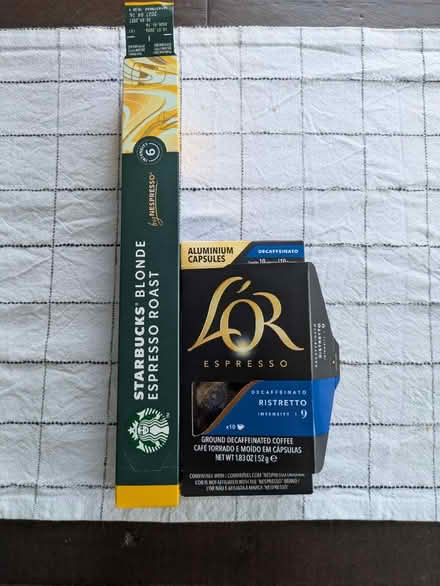 INTENSITY
6
by NESPRESSO®
STARBUCKS® BLONDE
ESPRESSO ROAST
ALUMINIUM
CAPSULES
DECAFFEINATO
L'OR
ESPRESSO
DECAFFEINATO
RISTRETTO
INTENSITY | 9
x10
GROUND DECAFFEINATED COFFEE
CAFÉ TORRADO E MOÍDO EM CÁPSULAS
NET WT 1.83 OZ | 52 g ℮